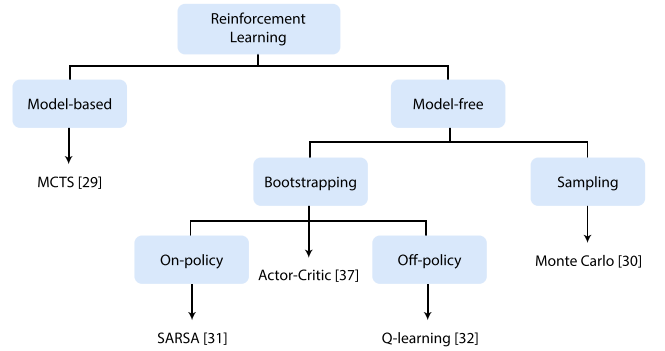 Reinforcement
Learning
Model-based
Model-free
MCTS [29]
Bootstrapping
Sampling
On-policy
Actor-Critic [37]
Off-policy
Monte Carlo [30]
SARSA [31]
Q-learning [32]